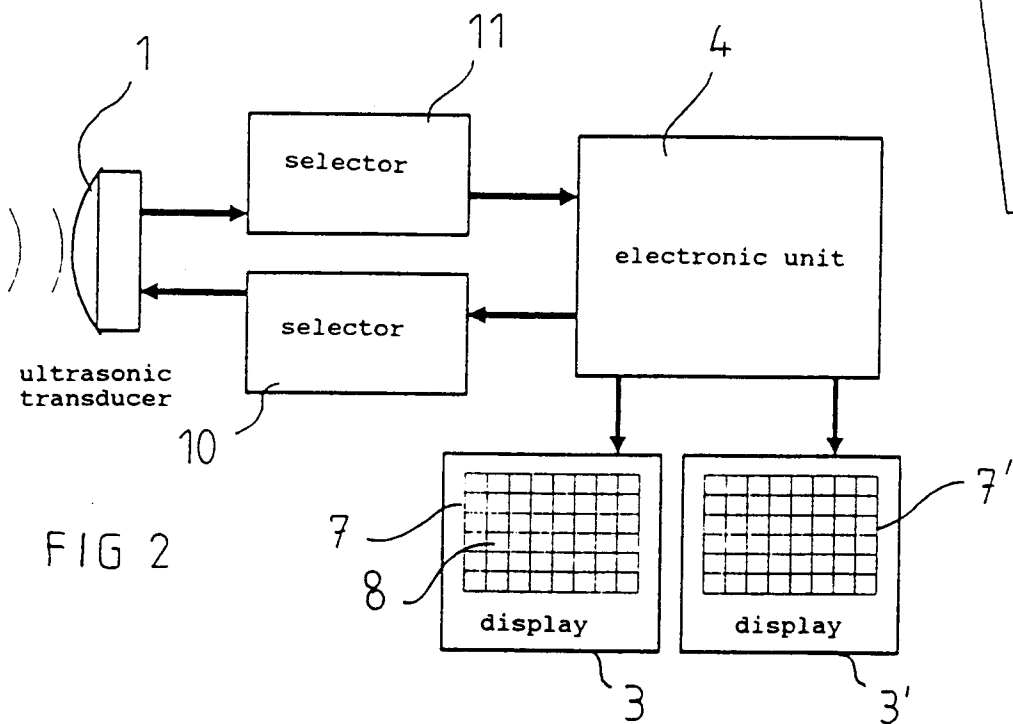 1
11
4
selector
electronic unit
selector
ultrasonic
transducer
10
FIG 2
7
8
7'
display
display
3
3'